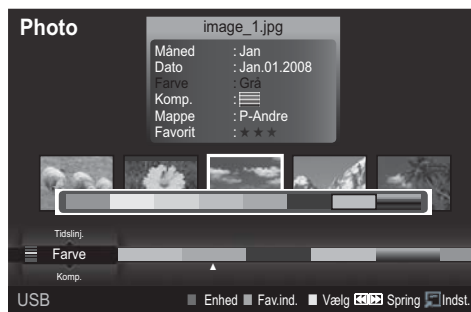 Photo
image_1.jpg
Måned : Jan
Dato : Jan.01.2008
Farve : Grå
Komp. :
Mappe : P-Andre
Favorit : ★★★
Tidslinj.
Farve
Komp.
USB
Enhed Fav.ind. Vælg Spring Indst.